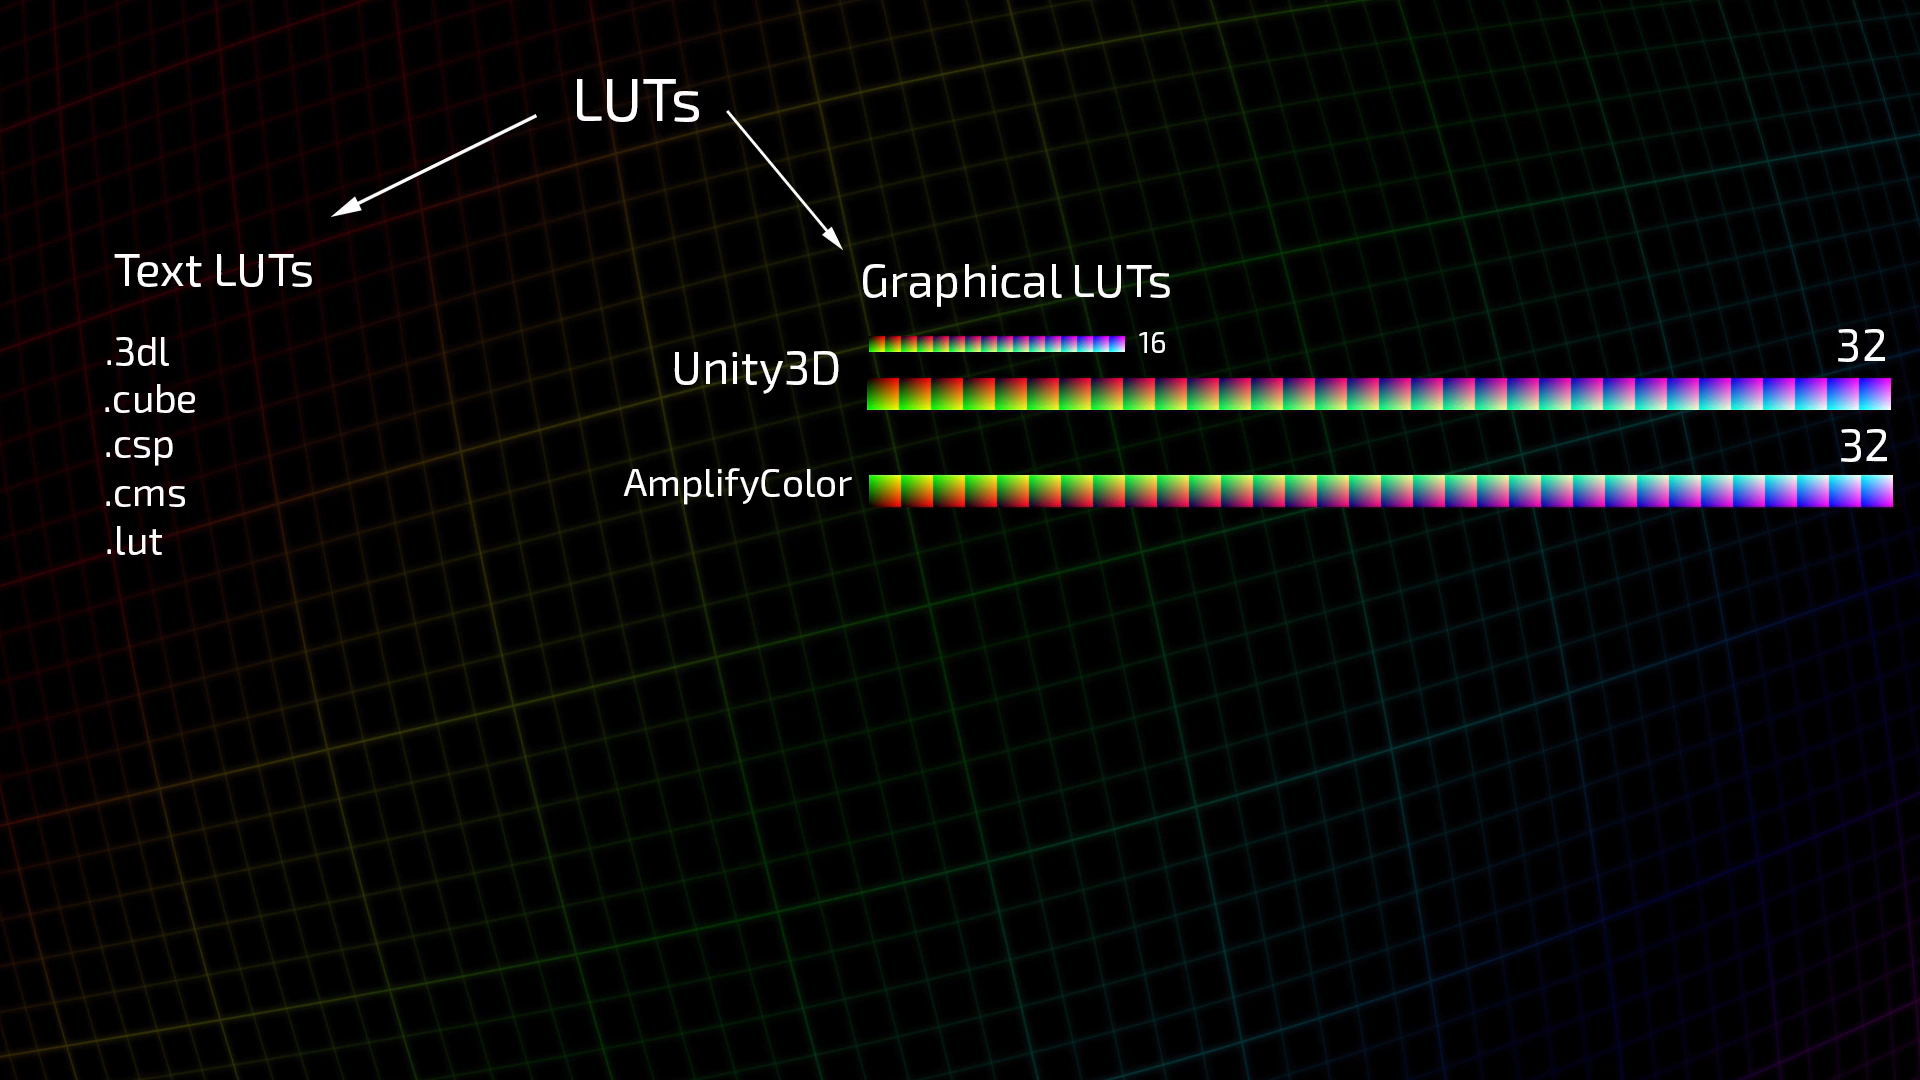 LUTs
Text LUTs
.3dl
.cube
.csp
.cms
.lut
Graphical LUTs
Unity3D
16
32
AmplifyColor
32